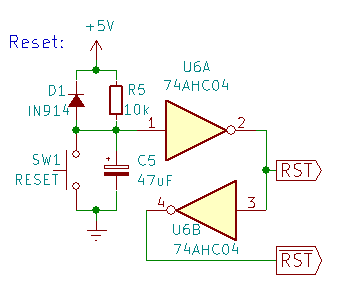 +5V
Reset:
D1
IN914
R5
10k
U6A
74AHC04
1
2
SW1
RESET
C5
+
47uF
RST
4
3
U6B
74AHC04
RST